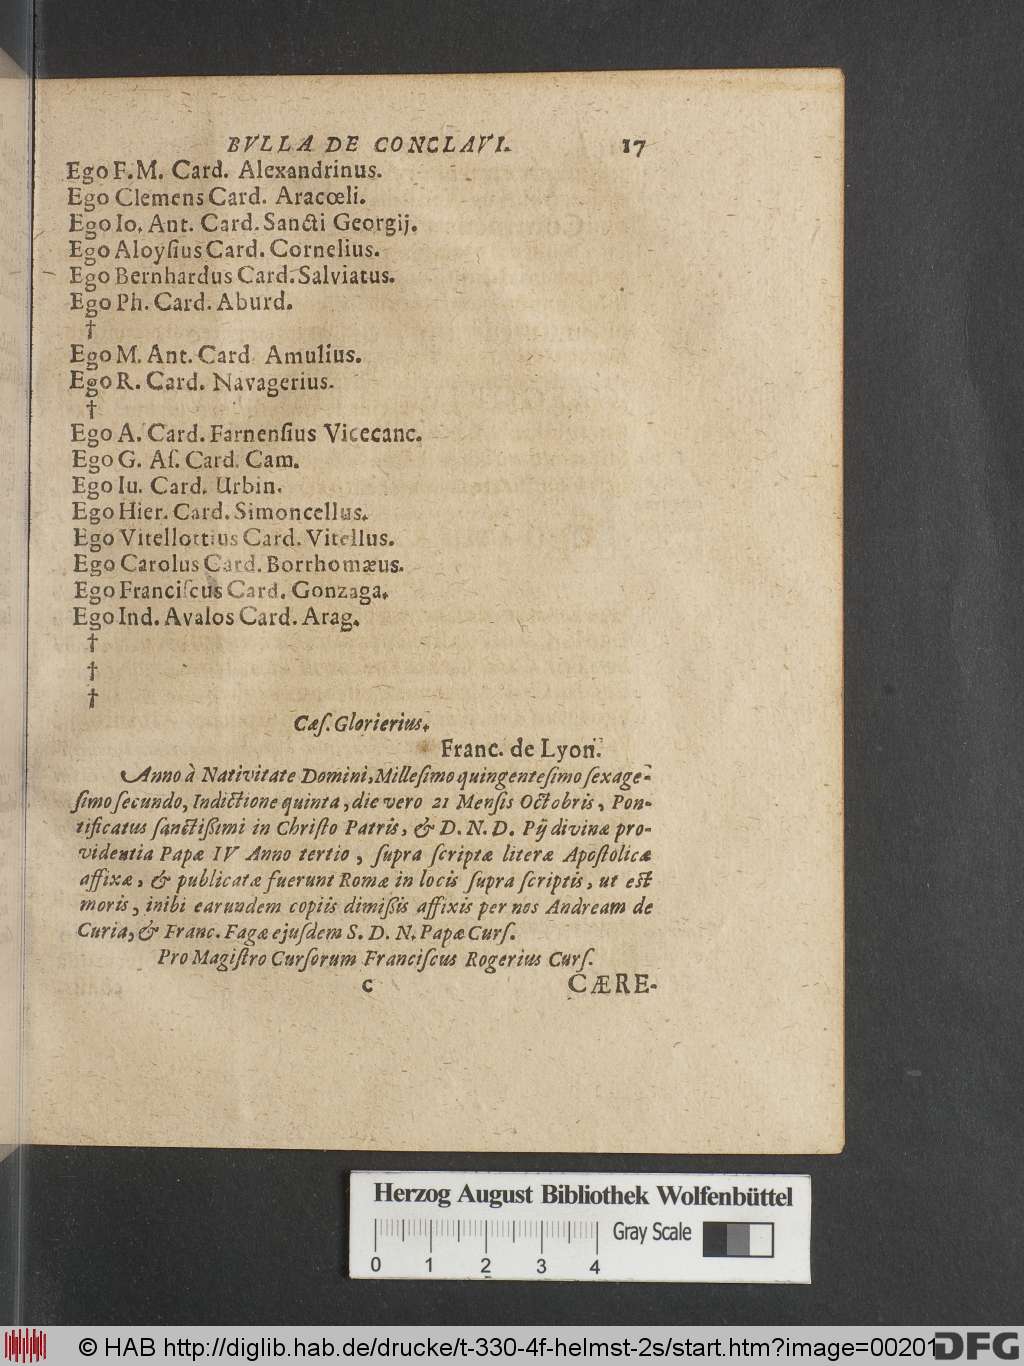 BVLLA DE CONCLAVI. 17
Ego F. M. Card. Alexandrinus.
Ego Clemens Card. Aracœli.
Ego Io. Ant. Card. Sancti Georgij.
Ego Aloyſius Card. Cornelius.
Ego Bernhardus Card. Salviatus.
Ego Ph. Card. Aburd.
†
Ego M. Ant. Card. Amulius.
Ego R. Card. Navagerius.
†
Ego A. Card. Farnenſius Vicecanc.
Ego G. Aſ. Card. Cam.
Ego Iu. Card. Urbin.
Ego Hier. Card. Simoncellus.
Ego Vitellottius Card. Vitellus.
Ego Carolus Card. Borrhomæus.
Ego Franciſcus Card. Gonzaga.
Ego Ind. Avalos Card. Arag.
†
†
†
Cæſ. Glorierius.
Franc. de Lyon.
Anno à Nativitate Domini, Milleſimo quingenteſimo ſexage-
ſimo ſecundo, Indictione quinta, die vero 21 Menſis Octobris, Pon-
tificatus ſanctißimi in Chriſto Patris, & D. N. D. Pij divinæ pro-
videntia Papæ IV Anno tertio, ſupra ſcriptæ literæ Apoſtolicæ
affixæ, & publicatæ fuerunt Romæ in locis ſupra ſcriptis, ut eſt
moris, inibi earundem copiis dimißis affixis per nos Andream de
Curia, & Franc. Fagæ ejuſdem S. D. N. Papæ Curſ.
Pro Magiſtro Curſorum Franciſcus Rogerius Curſ.
c CÆRE-
Herzog August Bibliothek Wolfenbüttel
Gray Scale
0 1 2 3 4
© HAB http://diglib.hab.de/drucke/t-330-4f-helmst-2s/start.htm?image=00201
DFG